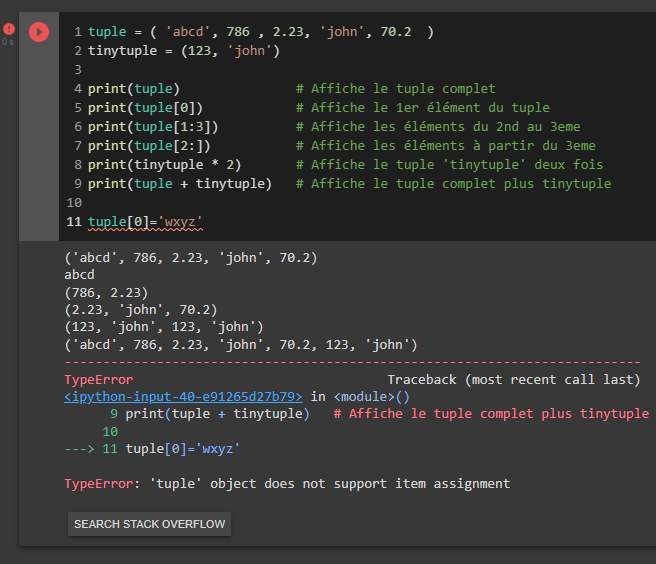 0s
1 tuple = ( 'abcd', 786 , 2.23, 'john', 70.2  )
2 tinytuple = (123, 'john')
3
4 print(tuple)               # Affiche le tuple complet
5 print(tuple[0])            # Affiche le 1er élément du tuple
6 print(tuple[1:3])          # Affiche les éléments du 2nd au 3eme
7 print(tuple[2:])           # Affiche les éléments à partir du 3eme
8 print(tinytuple * 2)       # Affiche le tuple 'tinytuple' deux fois
9 print(tuple + tinytuple)   # Affiche le tuple complet plus tinytuple
10
11 tuple[0]='wxyz'
('abcd', 786, 2.23, 'john', 70.2)
abcd
(786, 2.23)
(2.23, 'john', 70.2)
(123, 'john', 123, 'john')
('abcd', 786, 2.23, 'john', 70.2, 123, 'john')
---------------------------------------------------------------------------
TypeError                                 Traceback (most recent call last)
<ipython-input-40-e91265d27b79> in <module>()
      9 print(tuple + tinytuple)   # Affiche le tuple complet plus tinytuple
     10
---> 11 tuple[0]='wxyz'
TypeError: 'tuple' object does not support item assignment
SEARCH STACK OVERFLOW